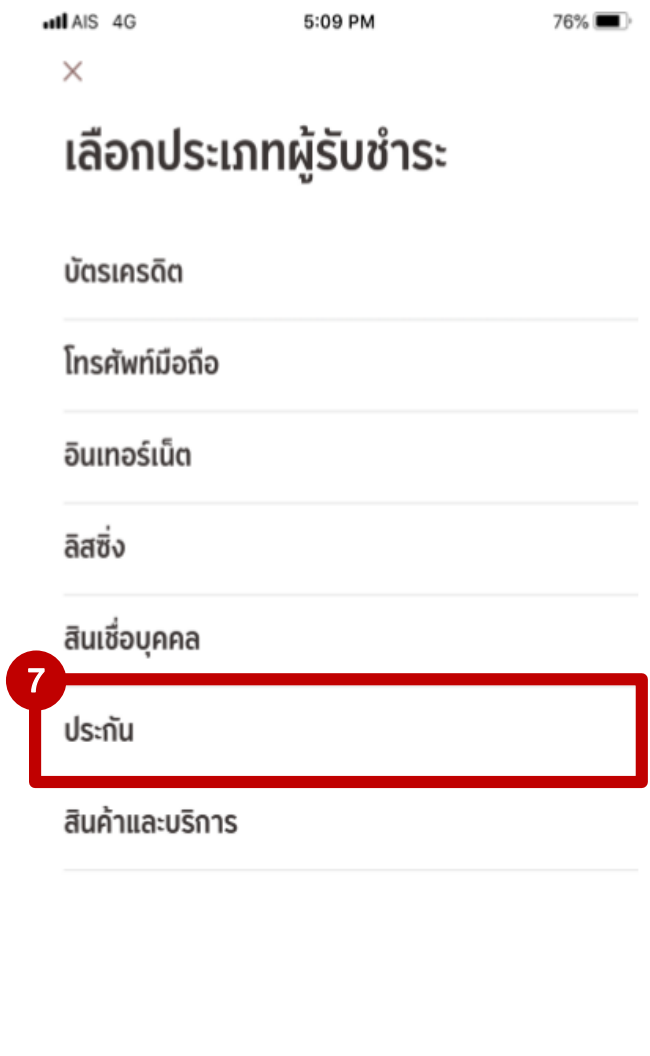 AIS 4G 5:09 PM 76%
×
เลือกประเภทผู้รับชำระ
บัตรเครดิต
โทรศัพท์มือถือ
อินเทอร์เน็ต
ลิสซิ่ง
สินเชื่อบุคคล
7
ประกัน
สินค้าและบริการ